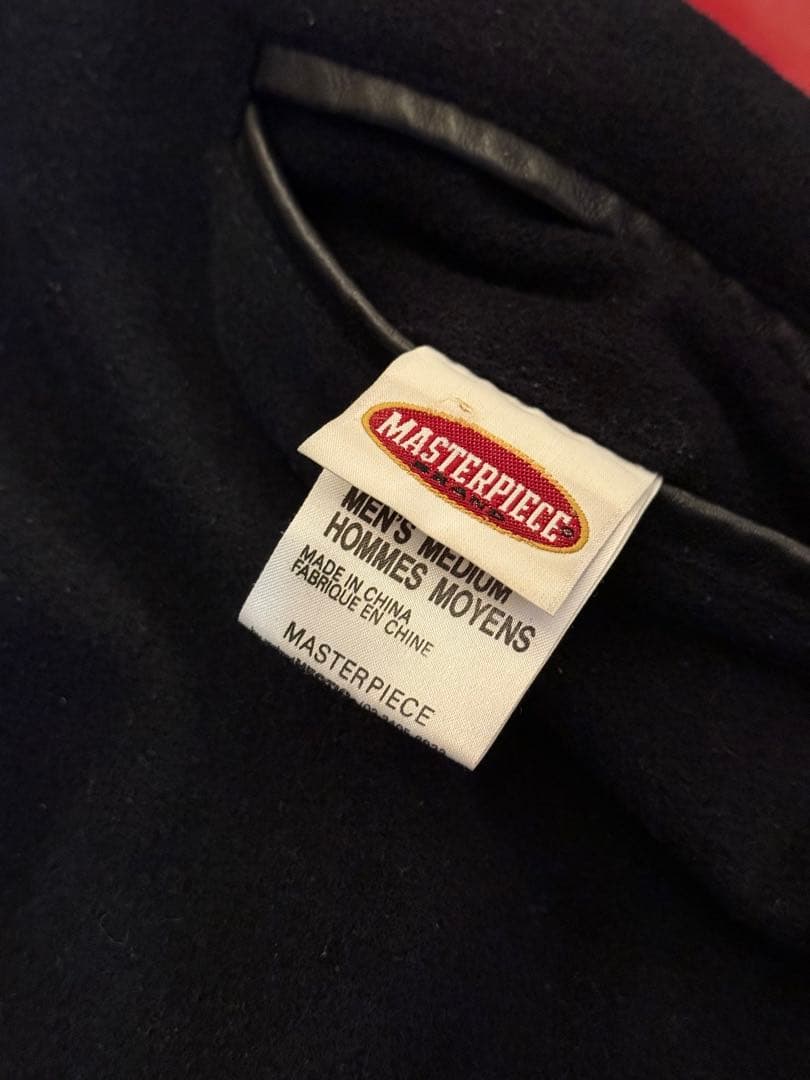 MASTERPIECE
BRAND
MEN'S MEDIUM
HOMMES MOYENS
MADE IN CHINA
FABRIQUE EN CHINE
MASTERPIECE